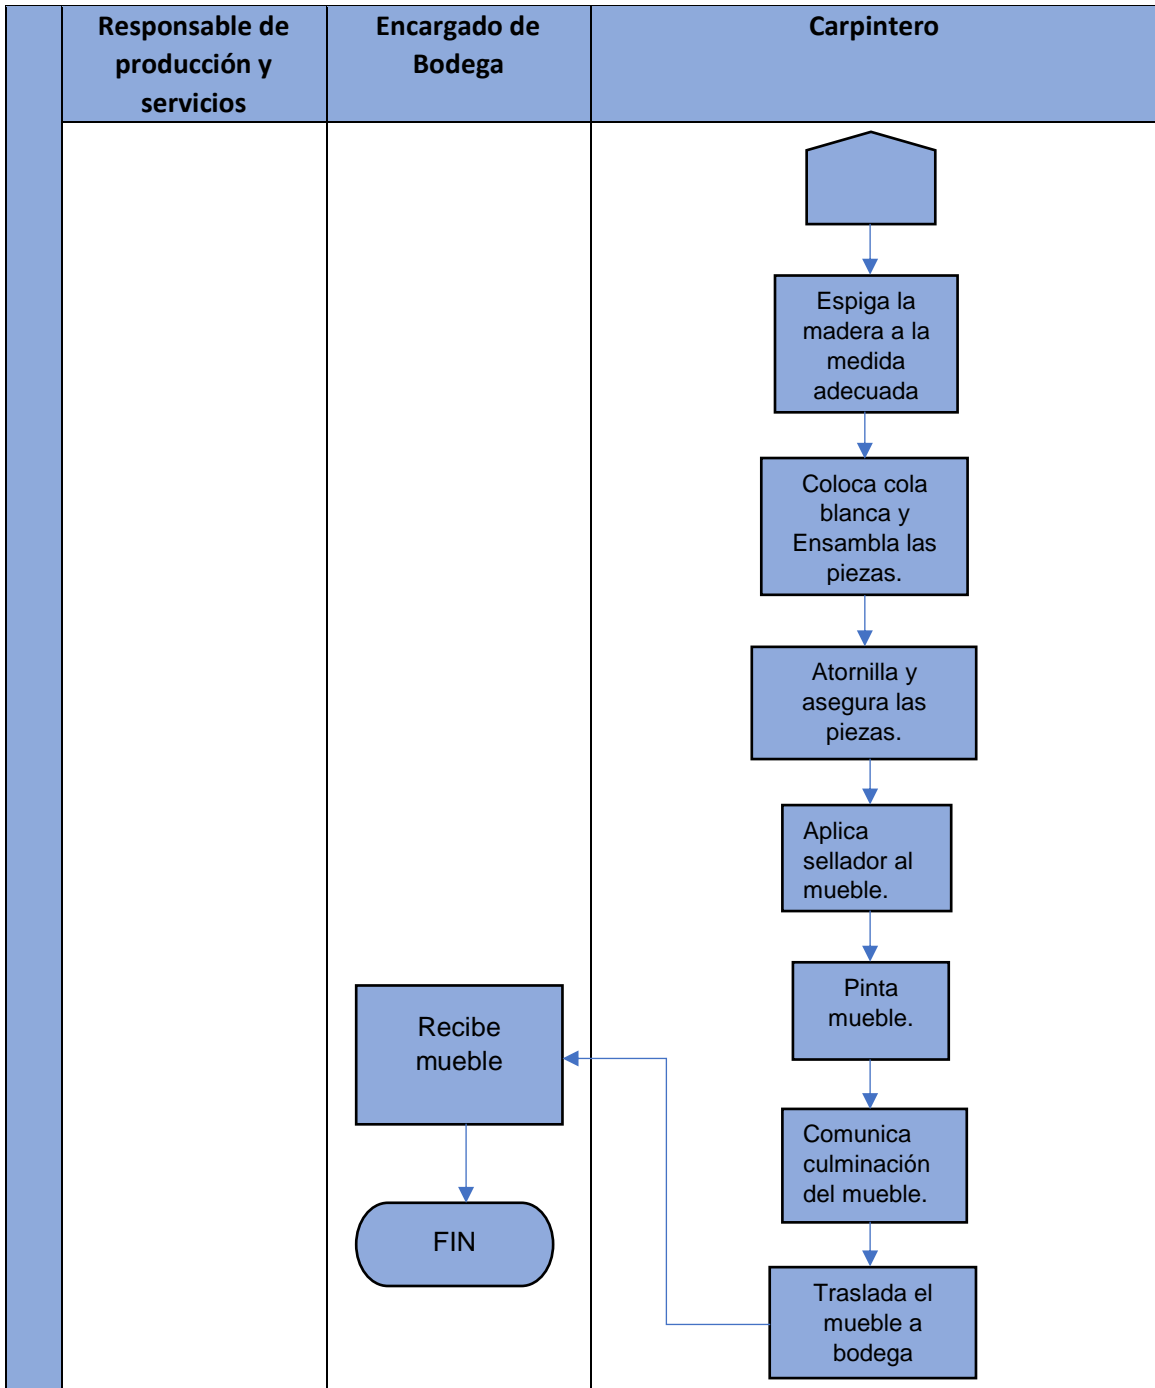 Responsable de
producción y
servicios
Encargado de
Bodega
Carpintero
Espiga la
madera a la
medida
adecuada
Coloca cola
blanca y
Ensambla las
piezas.
Atornilla y
asegura las
piezas.
Aplica
sellador al
mueble.
Pinta
mueble.
Comunica
culminación
del mueble.
Traslada el
mueble a
bodega
Recibe
mueble
FIN